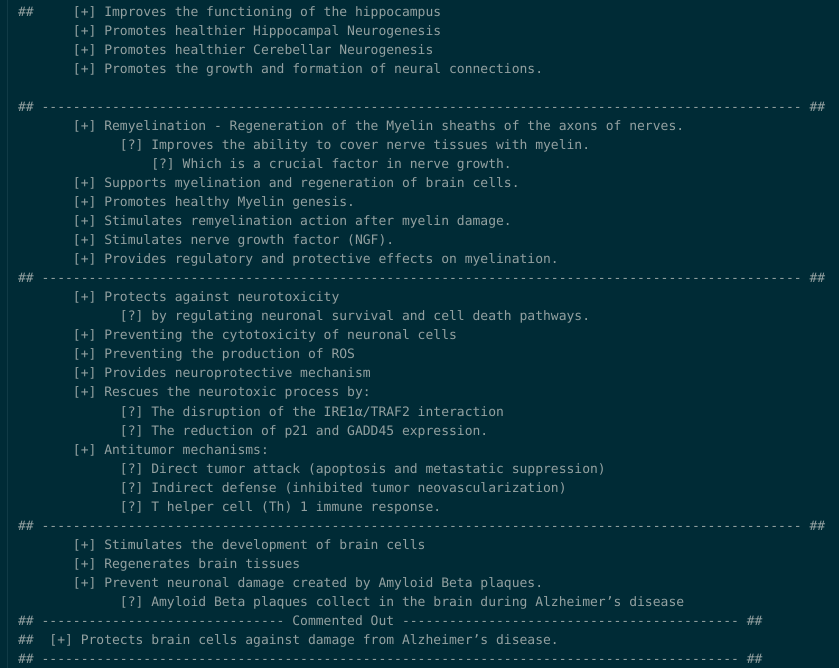 ##     [+] Improves the functioning of the hippocampus
       [+] Promotes healthier Hippocampal Neurogenesis
       [+] Promotes healthier Cerebellar Neurogenesis
       [+] Promotes the growth and formation of neural connections.

## ------------------------------------------------------------------------------------------------- ##
       [+] Remyelination - Regeneration of the Myelin sheaths of the axons of nerves.
             [?] Improves the ability to cover nerve tissues with myelin.
                 [?] Which is a crucial factor in nerve growth.
       [+] Supports myelination and regeneration of brain cells.
       [+] Promotes healthy Myelin genesis.
       [+] Stimulates remyelination action after myelin damage.
       [+] Stimulates nerve growth factor (NGF).
       [+] Provides regulatory and protective effects on myelination.
## ------------------------------------------------------------------------------------------------- ##
       [+] Protects against neurotoxicity
             [?] by regulating neuronal survival and cell death pathways.
       [+] Preventing the cytotoxicity of neuronal cells
       [+] Preventing the production of ROS
       [+] Provides neuroprotective mechanism
       [+] Rescues the neurotoxic process by:
             [?] The disruption of the IRE1α/TRAF2 interaction
             [?] The reduction of p21 and GADD45 expression.
       [+] Antitumor mechanisms:
             [?] Direct tumor attack (apoptosis and metastatic suppression)
             [?] Indirect defense (inhibited tumor neovascularization)
             [?] T helper cell (Th) 1 immune response.
## ------------------------------------------------------------------------------------------------- ##
       [+] Stimulates the development of brain cells
       [+] Regenerates brain tissues
       [+] Prevent neuronal damage created by Amyloid Beta plaques.
             [?] Amyloid Beta plaques collect in the brain during Alzheimer’s disease
## ------------------------------- Commented Out ------------------------------------------- ##
##  [+] Protects brain cells against damage from Alzheimer’s disease.
## ----------------------------------------------------------------------------------------- ##